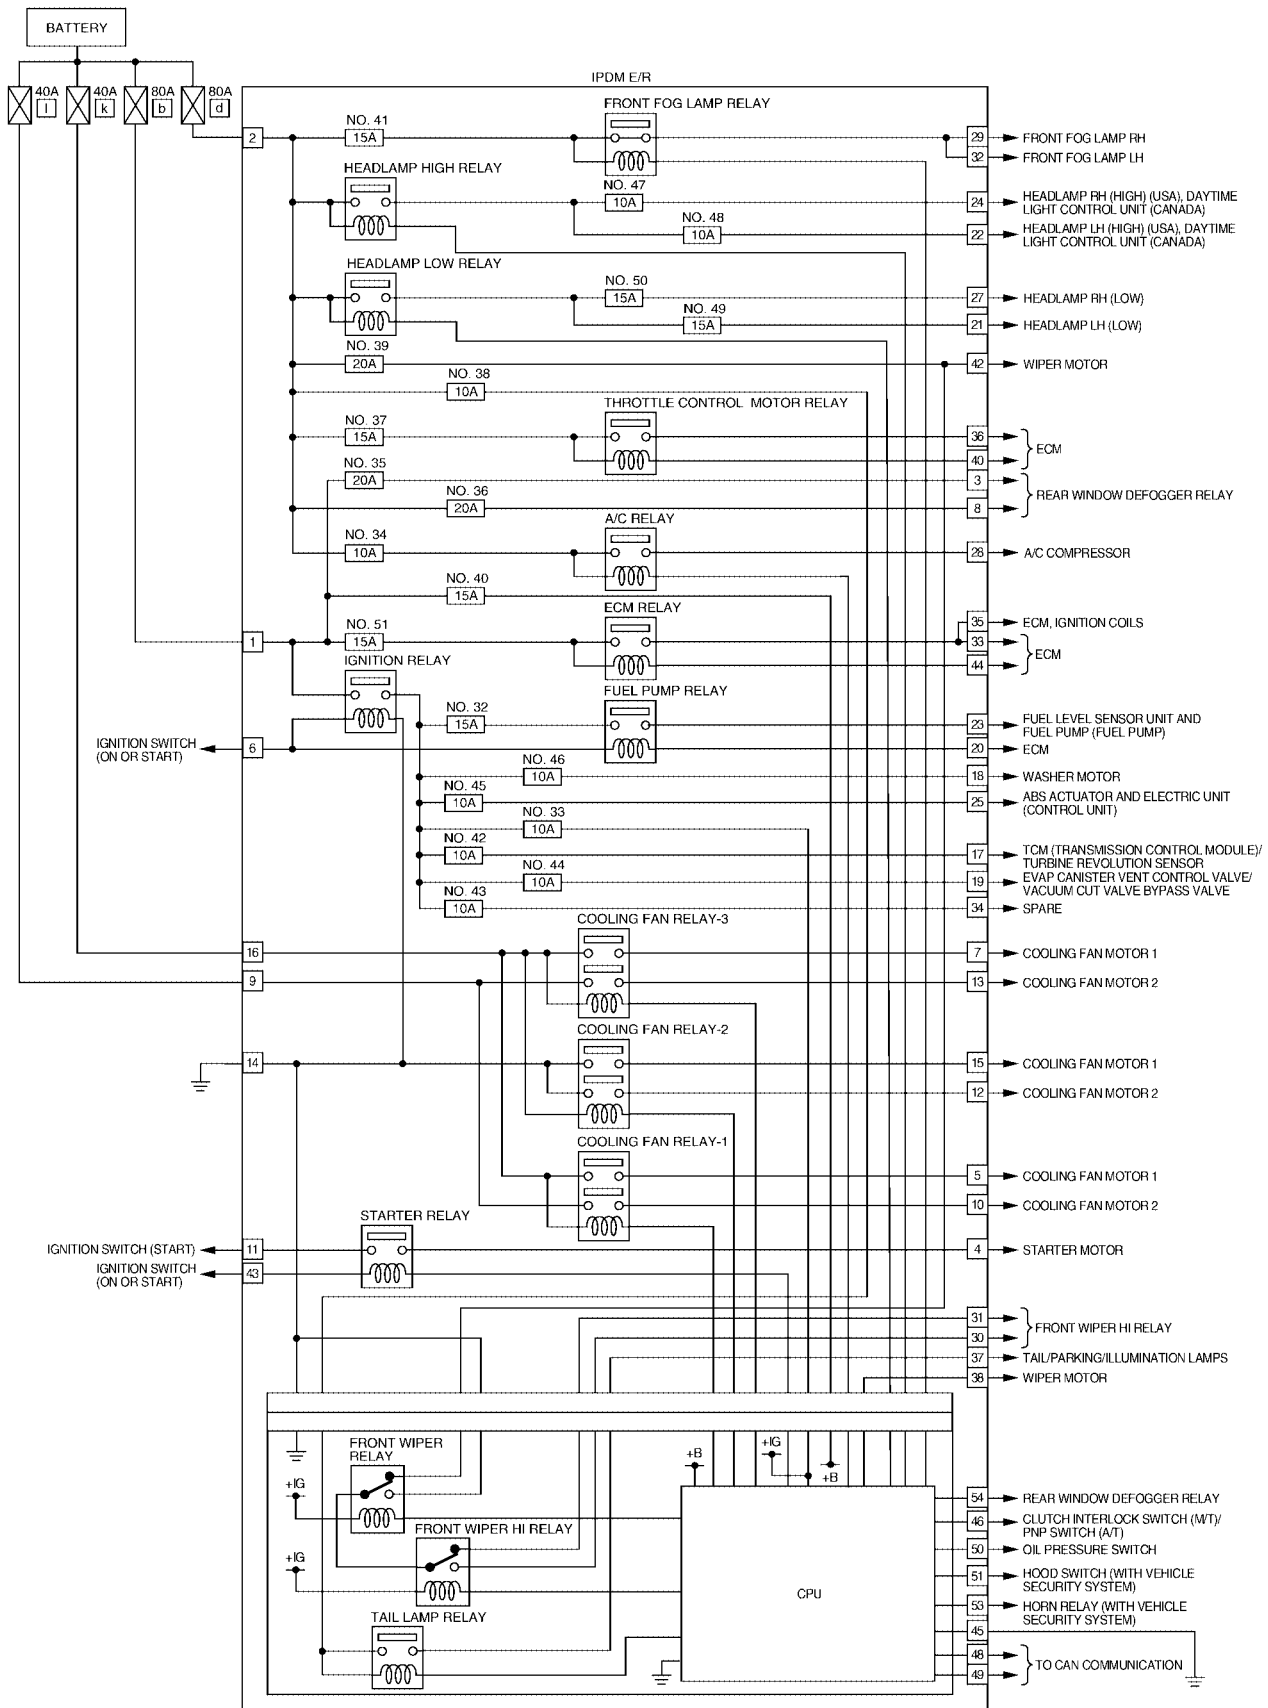 BATTERY
40A
l
40A
k
80A
b
80A
d
IPDM E/R
2
NO. 41
15A
FRONT FOG LAMP RELAY
29
FRONT FOG LAMP RH
32
FRONT FOG LAMP LH
HEADLAMP HIGH RELAY
NO. 47
10A
24
HEADLAMP RH (HIGH) (USA), DAYTIME
LIGHT CONTROL UNIT (CANADA)
NO. 48
10A
22
HEADLAMP LH (HIGH) (USA), DAYTIME
LIGHT CONTROL UNIT (CANADA)
HEADLAMP LOW RELAY
NO. 50
15A
27
HEADLAMP RH (LOW)
NO. 49
15A
21
HEADLAMP LH (LOW)
NO. 39
20A
42
WIPER MOTOR
NO. 38
10A
THROTTLE CONTROL MOTOR RELAY
NO. 37
15A
36
40
ECM
NO. 35
20A
3
NO. 36
20A
8
REAR WINDOW DEFOGGER RELAY
A/C RELAY
NO. 34
10A
28
A/C COMPRESSOR
NO. 40
15A
ECM RELAY
35
ECM, IGNITION COILS
1
NO. 51
15A
33
44
ECM
IGNITION RELAY
FUEL PUMP RELAY
NO. 32
15A
23
FUEL LEVEL SENSOR UNIT AND
FUEL PUMP (FUEL PUMP)
IGNITION SWITCH
(ON OR START)
6
20
ECM
NO. 46
10A
18
WASHER MOTOR
NO. 45
10A
25
ABS ACTUATOR AND ELECTRIC UNIT
(CONTROL UNIT)
NO. 33
10A
NO. 42
10A
17
TCM (TRANSMISSION CONTROL MODULE)/
TURBINE REVOLUTION SENSOR
NO. 44
10A
19
EVAP CANISTER VENT CONTROL VALVE/
VACUUM CUT VALVE BYPASS VALVE
NO. 43
10A
34
SPARE
COOLING FAN RELAY-3
16
7
COOLING FAN MOTOR 1
9
13
COOLING FAN MOTOR 2
COOLING FAN RELAY-2
14
15
COOLING FAN MOTOR 1
12
COOLING FAN MOTOR 2
COOLING FAN RELAY-1
5
COOLING FAN MOTOR 1
10
COOLING FAN MOTOR 2
STARTER RELAY
IGNITION SWITCH (START)
11
4
STARTER MOTOR
IGNITION SWITCH
(ON OR START)
43
31
30
FRONT WIPER HI RELAY
37
TAIL/PARKING/ILLUMINATION LAMPS
38
WIPER MOTOR
FRONT WIPER
RELAY
+IG
+B
+IG
+B
54
REAR WINDOW DEFOGGER RELAY
46
CLUTCH INTERLOCK SWITCH (M/T)/
PNP SWITCH (A/T)
FRONT WIPER HI RELAY
+IG
50
OIL PRESSURE SWITCH
51
HOOD SWITCH (WITH VEHICLE
SECURITY SYSTEM)
CPU
53
HORN RELAY (WITH VEHICLE
SECURITY SYSTEM)
TAIL LAMP RELAY
45
48
49
TO CAN COMMUNICATION